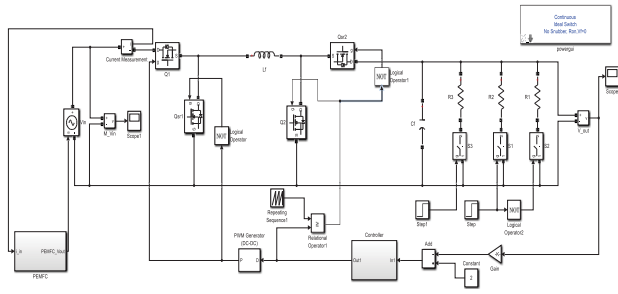 Continuous
Ideal Switch
No Snubber, Ron,Vf=0
powergui
Current Measurement
Q1
Lf
Qsr2
NOT
Logical
Operator1
Scope
Vin
M_Vin
Scope1
Qsr1
NOT
Logical
Operator
Q2
Cf
R3
R2
R1
V_out
S3
S1
S2
Repeating
Sequence1
Relational
Operator1
Step1
Step
NOT
Logical
Operator2
I_in
PEMFC_Vout
PEMFC
PWM Generator
(DC-DC)
P
D
Controller
Out1
In1
Add
Constant
2
Gain